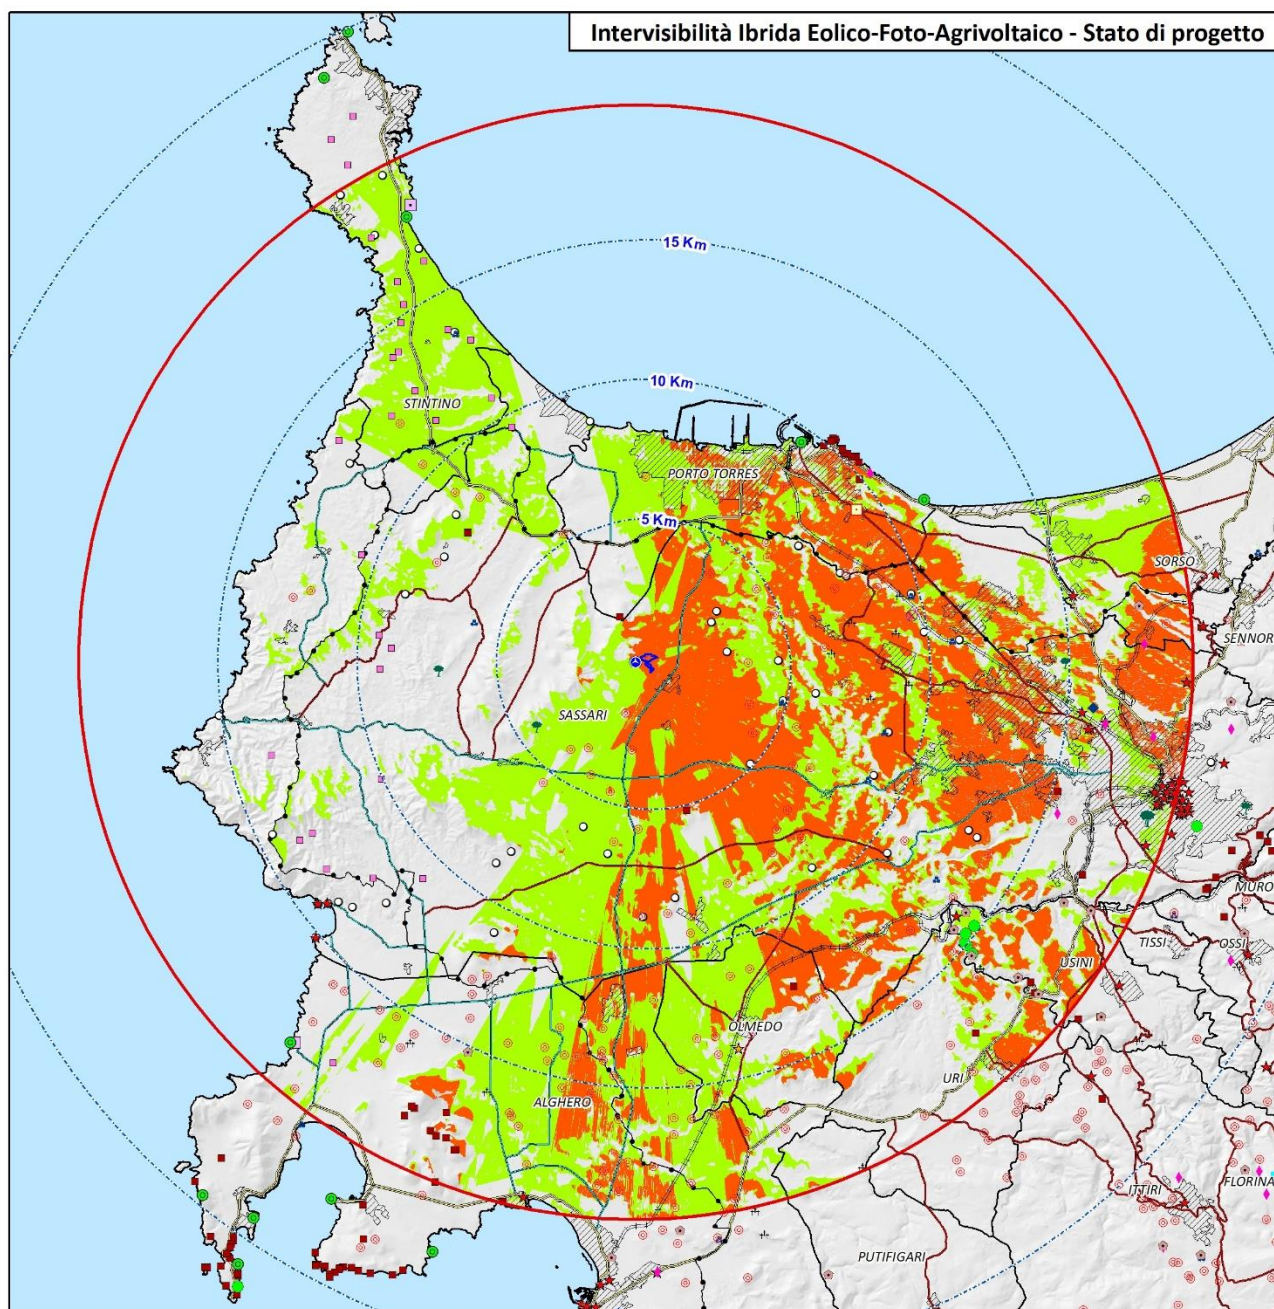 Intervisibilità Ibrida Eolico-Foto-Agrivoltaico - Stato di progetto
15 Km
10 Km
STINTINO
PORTO TORRES
5 Km
SORSO
SENNOR
SASSARI
MURO
TISSI
OSSI
USINI
OLMEDO
URI
ALGHERO
ITTIRI
FLORINA
PUTIFIGARI